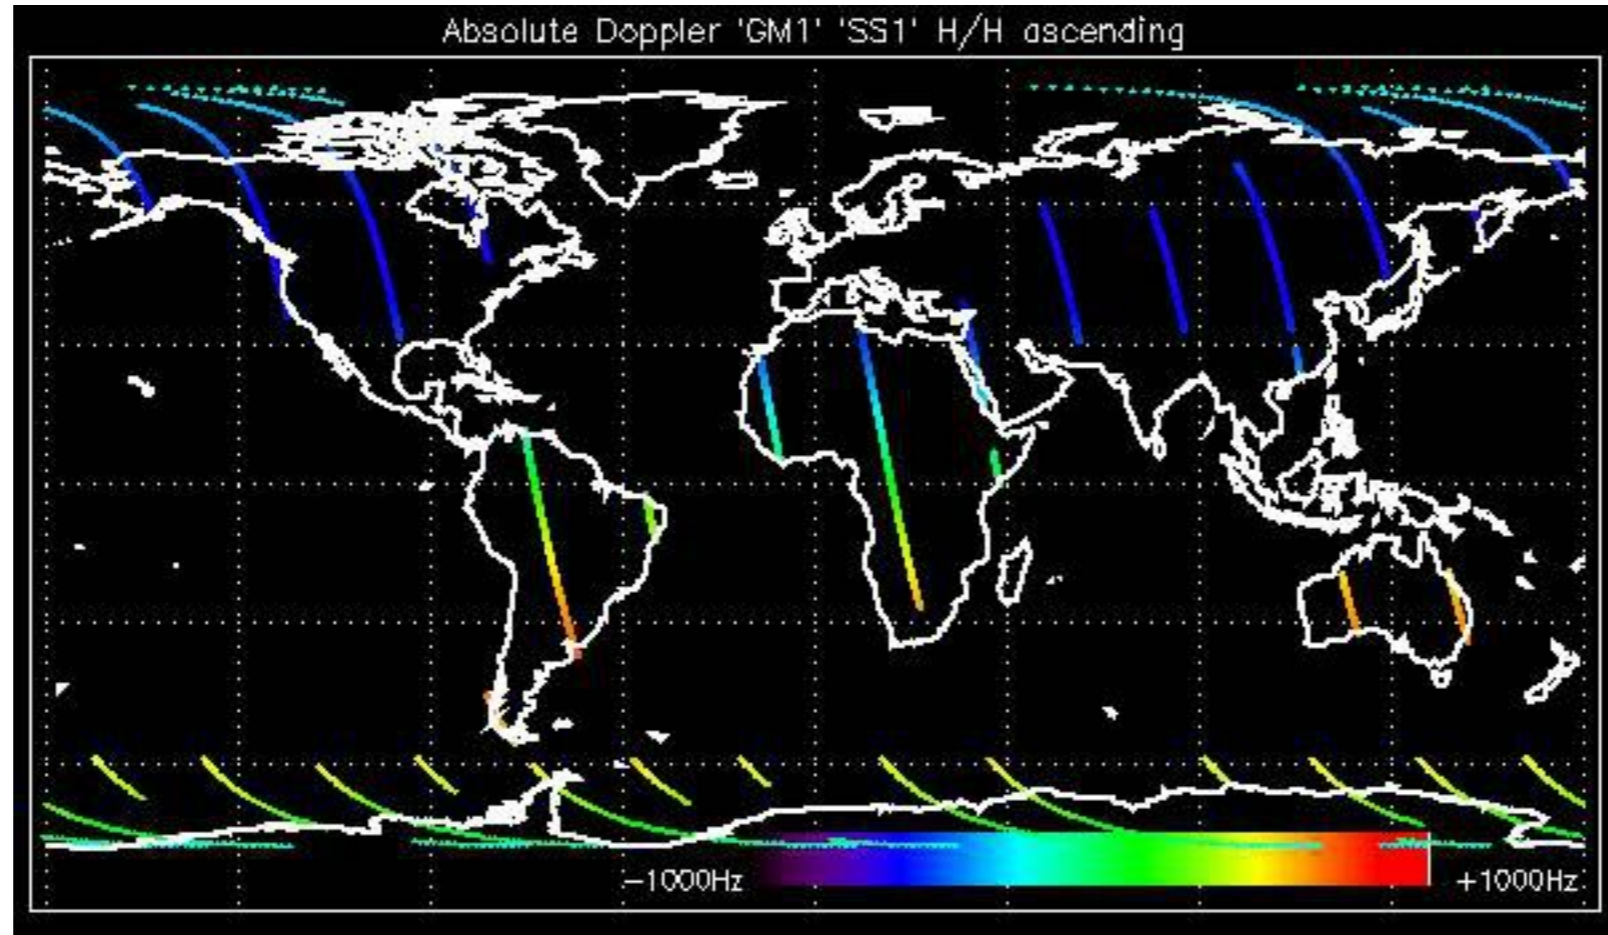 Absolute Doppler 'GM1' 'SS1' H/H ascending
−1000Hz +1000Hz